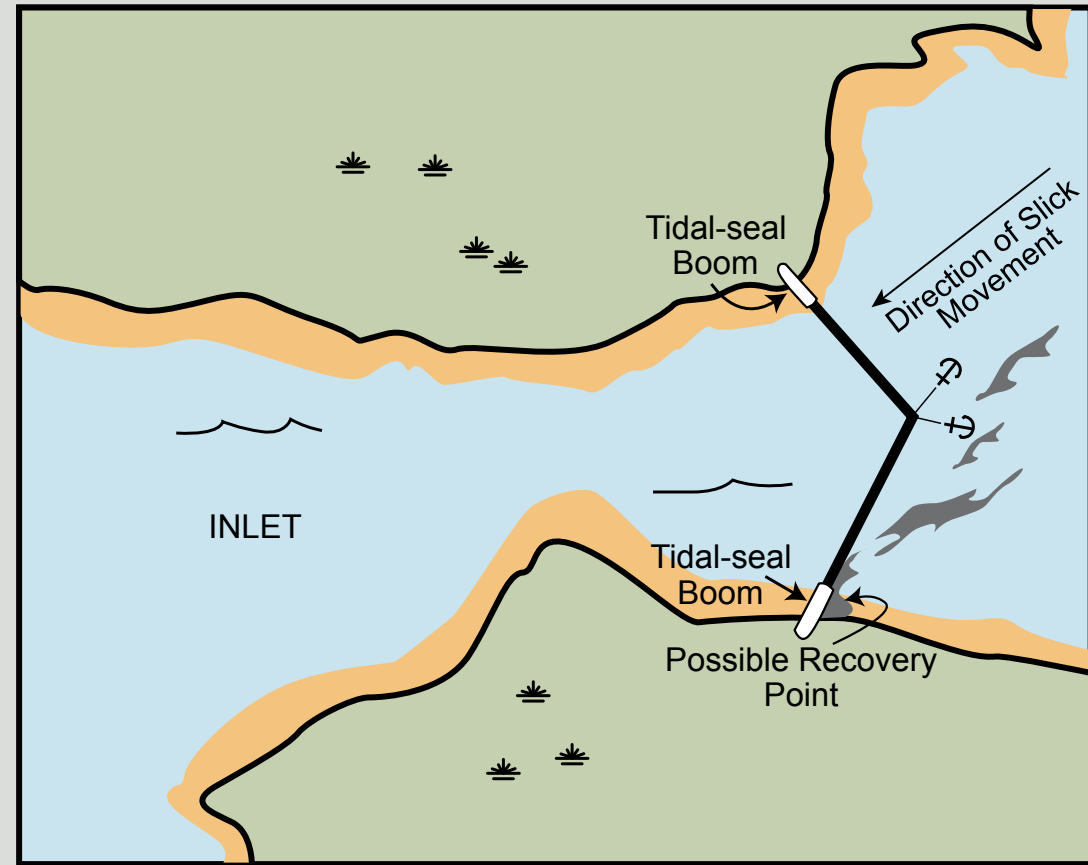 Tidal-seal
Boom
Direction of Slick
Movement
INLET
Tidal-seal
Boom
Possible Recovery
Point